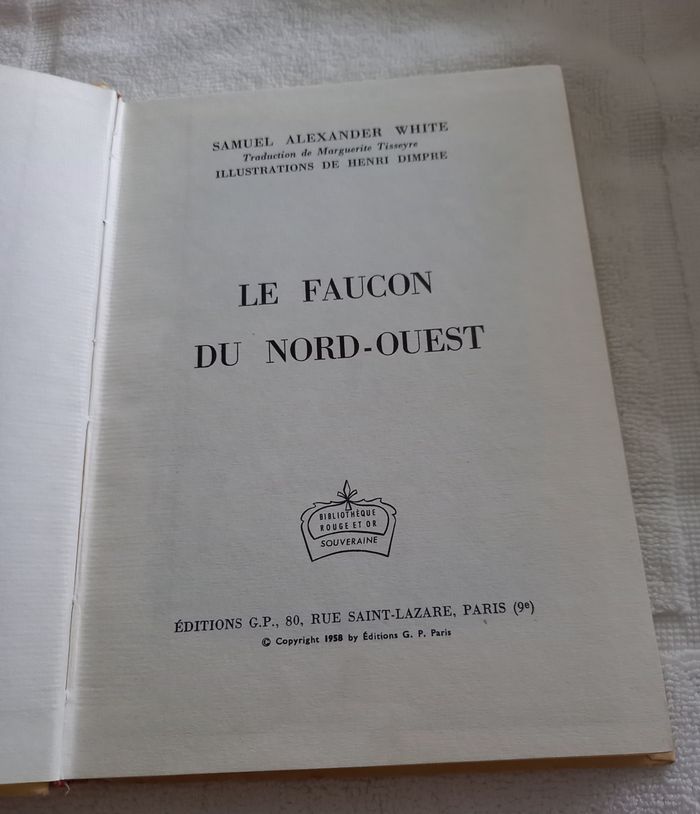 SAMUEL ALEXANDER WHITE
Traduction de Marguerite Tisseyre
ILLUSTRATIONS DE HENRI DIMPRE
LE FAUCON
DU NORD-OUEST
BIBLIOTHÈQUE
ROUGE ET OR
SOUVERAINE
ÉDITIONS G.P., 80, RUE SAINT-LAZARE, PARIS (9e)
© Copyright 1958 by Éditions G. P. Paris